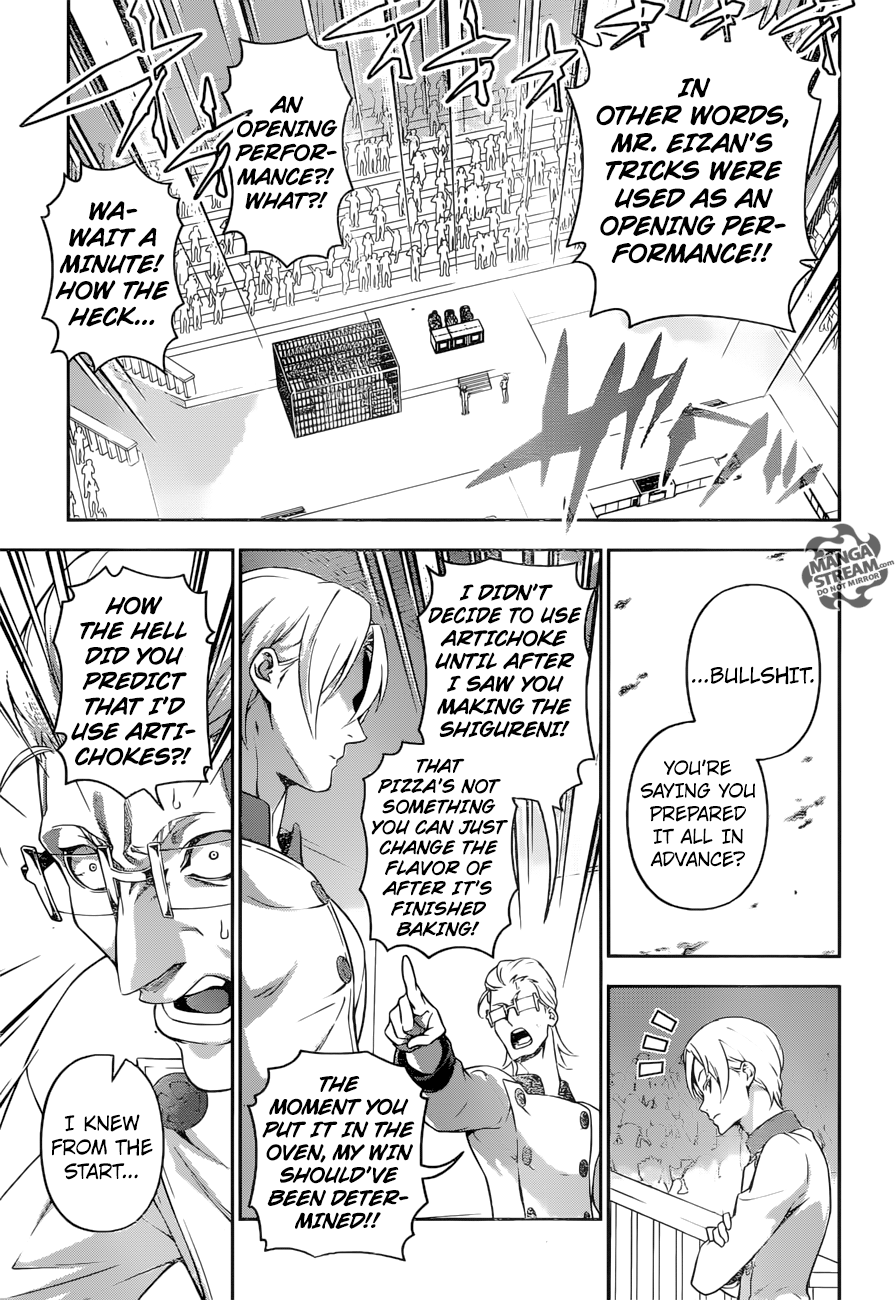 IN
OTHER WORDS,
MR. EIZAN'S
TRICKS WERE
USED AS AN
OPENING PER-
FORMANCE!!
AN
OPENING
PERFOR-
MANCE?!
WHAT?!
WA-
WAIT A
MINUTE!
HOW THE
HECK...
MANGA
STREAM.com
DO NOT MIRROR
...BULLSHIT.
YOU'RE
SAYING YOU
PREPARED
IT ALL IN
ADVANCE?
I DIDN'T
DECIDE TO USE
ARTICHOKE
UNTIL AFTER
I SAW YOU
MAKING THE
SHIGURENI!
THAT
PIZZA'S NOT
SOMETHING
YOU CAN JUST
CHANGE THE
FLAVOR OF
AFTER IT'S
FINISHED
BAKING!
THE
MOMENT YOU
PUT IT IN THE
OVEN, MY WIN
SHOULD'VE
BEEN DETER-
MINED!!
HOW
THE HELL
DID YOU
PREDICT
THAT I'D
USE ARTI-
CHOKES?!
I KNEW
FROM THE
START...